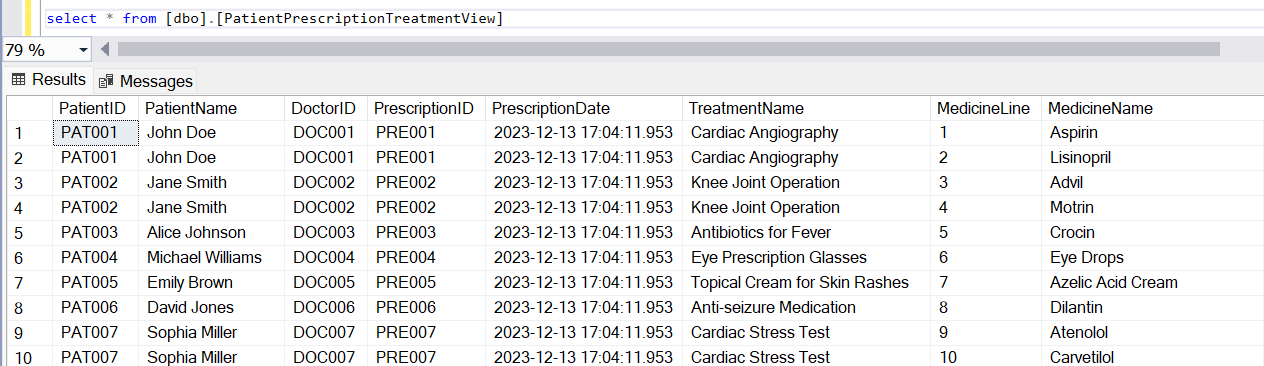 select * from [dbo].[PatientPrescriptionTreatmentView]
79 %
Results Messages
PatientID PatientName DoctorID PrescriptionID PrescriptionDate TreatmentName MedicineLine MedicineName
1 PAT001 John Doe DOC001 PRE001 2023-12-13 17:04:11.953 Cardiac Angiography 1 Aspirin
2 PAT001 John Doe DOC001 PRE001 2023-12-13 17:04:11.953 Cardiac Angiography 2 Lisinopril
3 PAT002 Jane Smith DOC002 PRE002 2023-12-13 17:04:11.953 Knee Joint Operation 3 Advil
4 PAT002 Jane Smith DOC002 PRE002 2023-12-13 17:04:11.953 Knee Joint Operation 4 Motrin
5 PAT003 Alice Johnson DOC003 PRE003 2023-12-13 17:04:11.953 Antibiotics for Fever 5 Crocin
6 PAT004 Michael Williams DOC004 PRE004 2023-12-13 17:04:11.953 Eye Prescription Glasses 6 Eye Drops
7 PAT005 Emily Brown DOC005 PRE005 2023-12-13 17:04:11.953 Topical Cream for Skin Rashes 7 Azelic Acid Cream
8 PAT006 David Jones DOC006 PRE006 2023-12-13 17:04:11.953 Anti-seizure Medication 8 Dilantin
9 PAT007 Sophia Miller DOC007 PRE007 2023-12-13 17:04:11.953 Cardiac Stress Test 9 Atenolol
10 PAT007 Sophia Miller DOC007 PRE007 2023-12-13 17:04:11.953 Cardiac Stress Test 10 Carvetilol